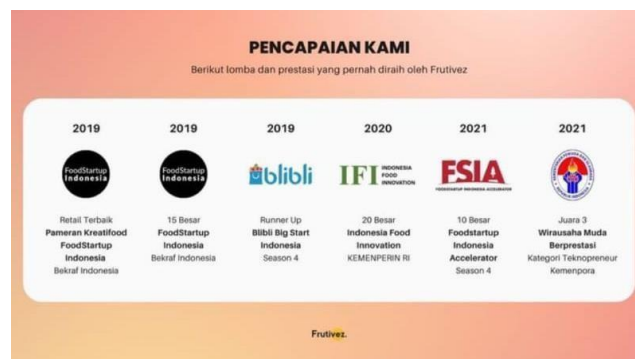 PENCAPAIAN KAMI
Berikut lomba dan prestasi yang pernah diraih oleh Frutivez
2019
FoodStartup
Indonesia
Retail Terbaik
Pameran Kreatifood
FoodStartup
Indonesia
Bekraf Indonesia
2019
FoodStartup
Indonesia
15 Besar
FoodStartup
Indonesia
Bekraf Indonesia
2019
blibli
Runner Up
Blibli Big Start
Indonesia
Season 4
2020
IFI
INDONESIA
FOOD
INNOVATION
20 Besar
Indonesia Food
Innovation
KEMENPERIN RI
2021
FSIA
FOODSTARTUP INDONESIA ACCELERATOR
10 Besar
Foodstartup
Indonesia
Accelerator
Season 4
2021
Juara 3
Wirausaha Muda
Berprestasi
Kategori Teknopreneur
Kemenpora
Frutivez.